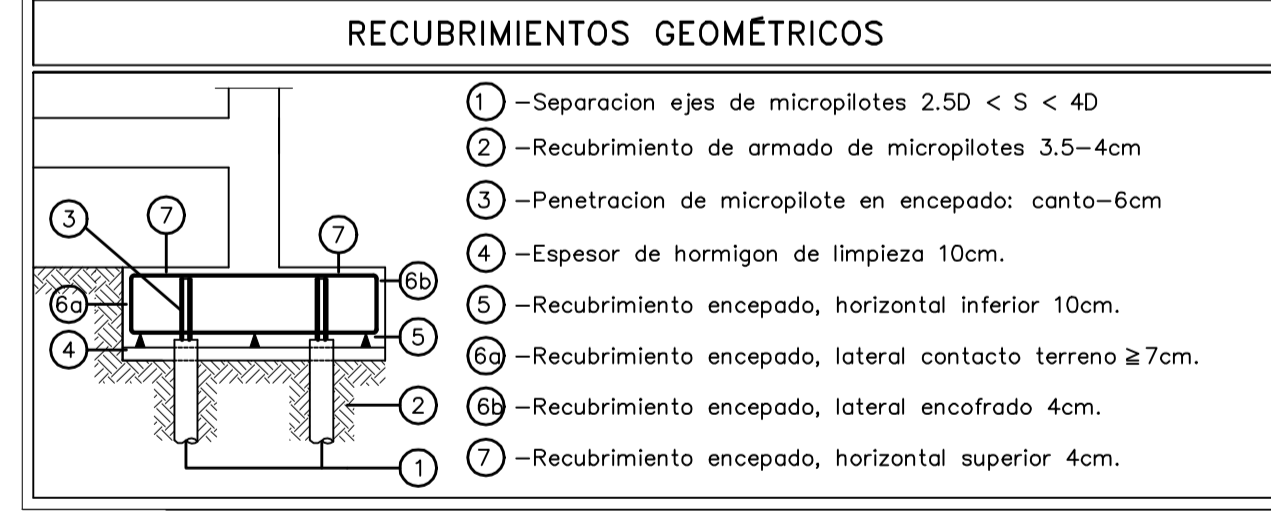 RECUBRIMIENTOS GEOMÉTRICOS
1 -Separacion ejes de micropilotes 2.5D < S < 4D
2 -Recubrimiento de armado de micropilotes 3.5-4cm
3 -Penetracion de micropilote en encepado: canto-6cm
4 -Espesor de hormigon de limpieza 10cm.
5 -Recubrimiento encepado, horizontal inferior 10cm.
6a -Recubrimiento encepado, lateral contacto terreno ≧7cm.
6b -Recubrimiento encepado, lateral encofrado 4cm.
7 -Recubrimiento encepado, horizontal superior 4cm.
3
7
7
6a
6b
4
5
2
1